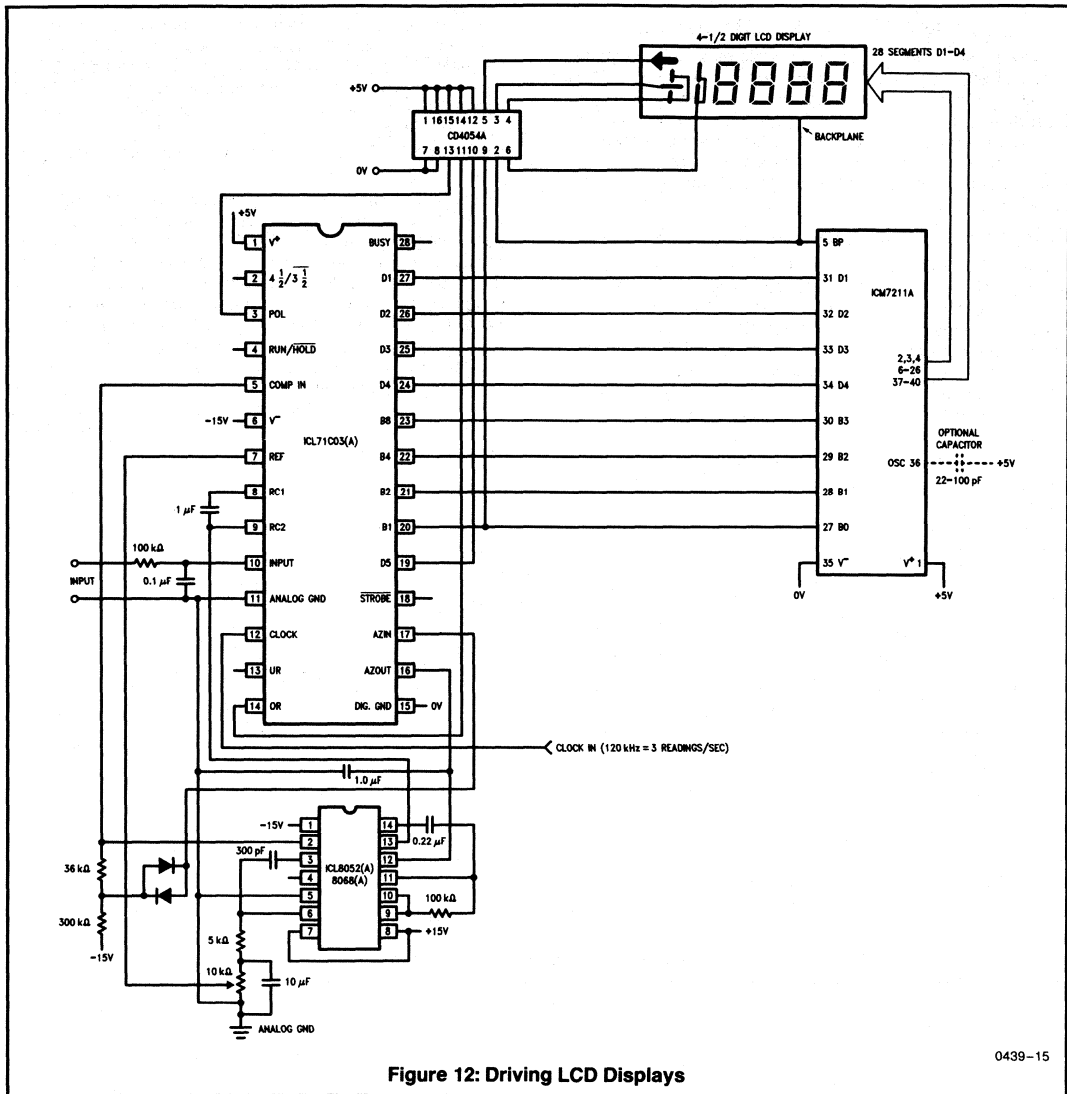 4-1/2 DIGIT LCD DISPLAY
28 SEGMENTS D1-D4
+5V
1 16 15 14 12 5 3 4
CD4054A
7 8 13 11 10 9 2 6
0V
BACKPLANE
+5V
1 V+
2 4 1/2 / 3 1/2
3 POL
4 RUN/HOLD
5 COMP IN
-15V 6 V-
7 REF
8 RC1
1 μF
9 RC2
100 kΩ
10 INPUT
INPUT
0.1 μF
11 ANALOG GND
12 CLOCK
13 UR
14 OR
ICL71C03(A)
BUSY 28
D1 27
D2 26
D3 25
D4 24
B8 23
B4 22
B2 21
B1 20
D5 19
STROBE 18
AZIN 17
AZOUT 16
DIG. GND 15 0V
5 BP
ICM7211A
31 D1
32 D2
33 D3
34 D4
30 B3
29 B2
28 B1
27 B0
35 V-
0V
2,3,4
6-26
37-40
OPTIONAL
CAPACITOR
OSC 36
+5V
22-100 pF
V+ 1
+5V
CLOCK IN (120 kHz = 3 READINGS/SEC)
1.0 μF
-15V
1
2
3
4
5
6
7
ICL8052(A)
8068(A)
14
13
12
11
10
9
8
0.22 μF
300 pF
100 kΩ
+15V
36 kΩ
300 kΩ
-15V
5 kΩ
10 kΩ
10 μF
ANALOG GND
0439-15
Figure 12: Driving LCD Displays